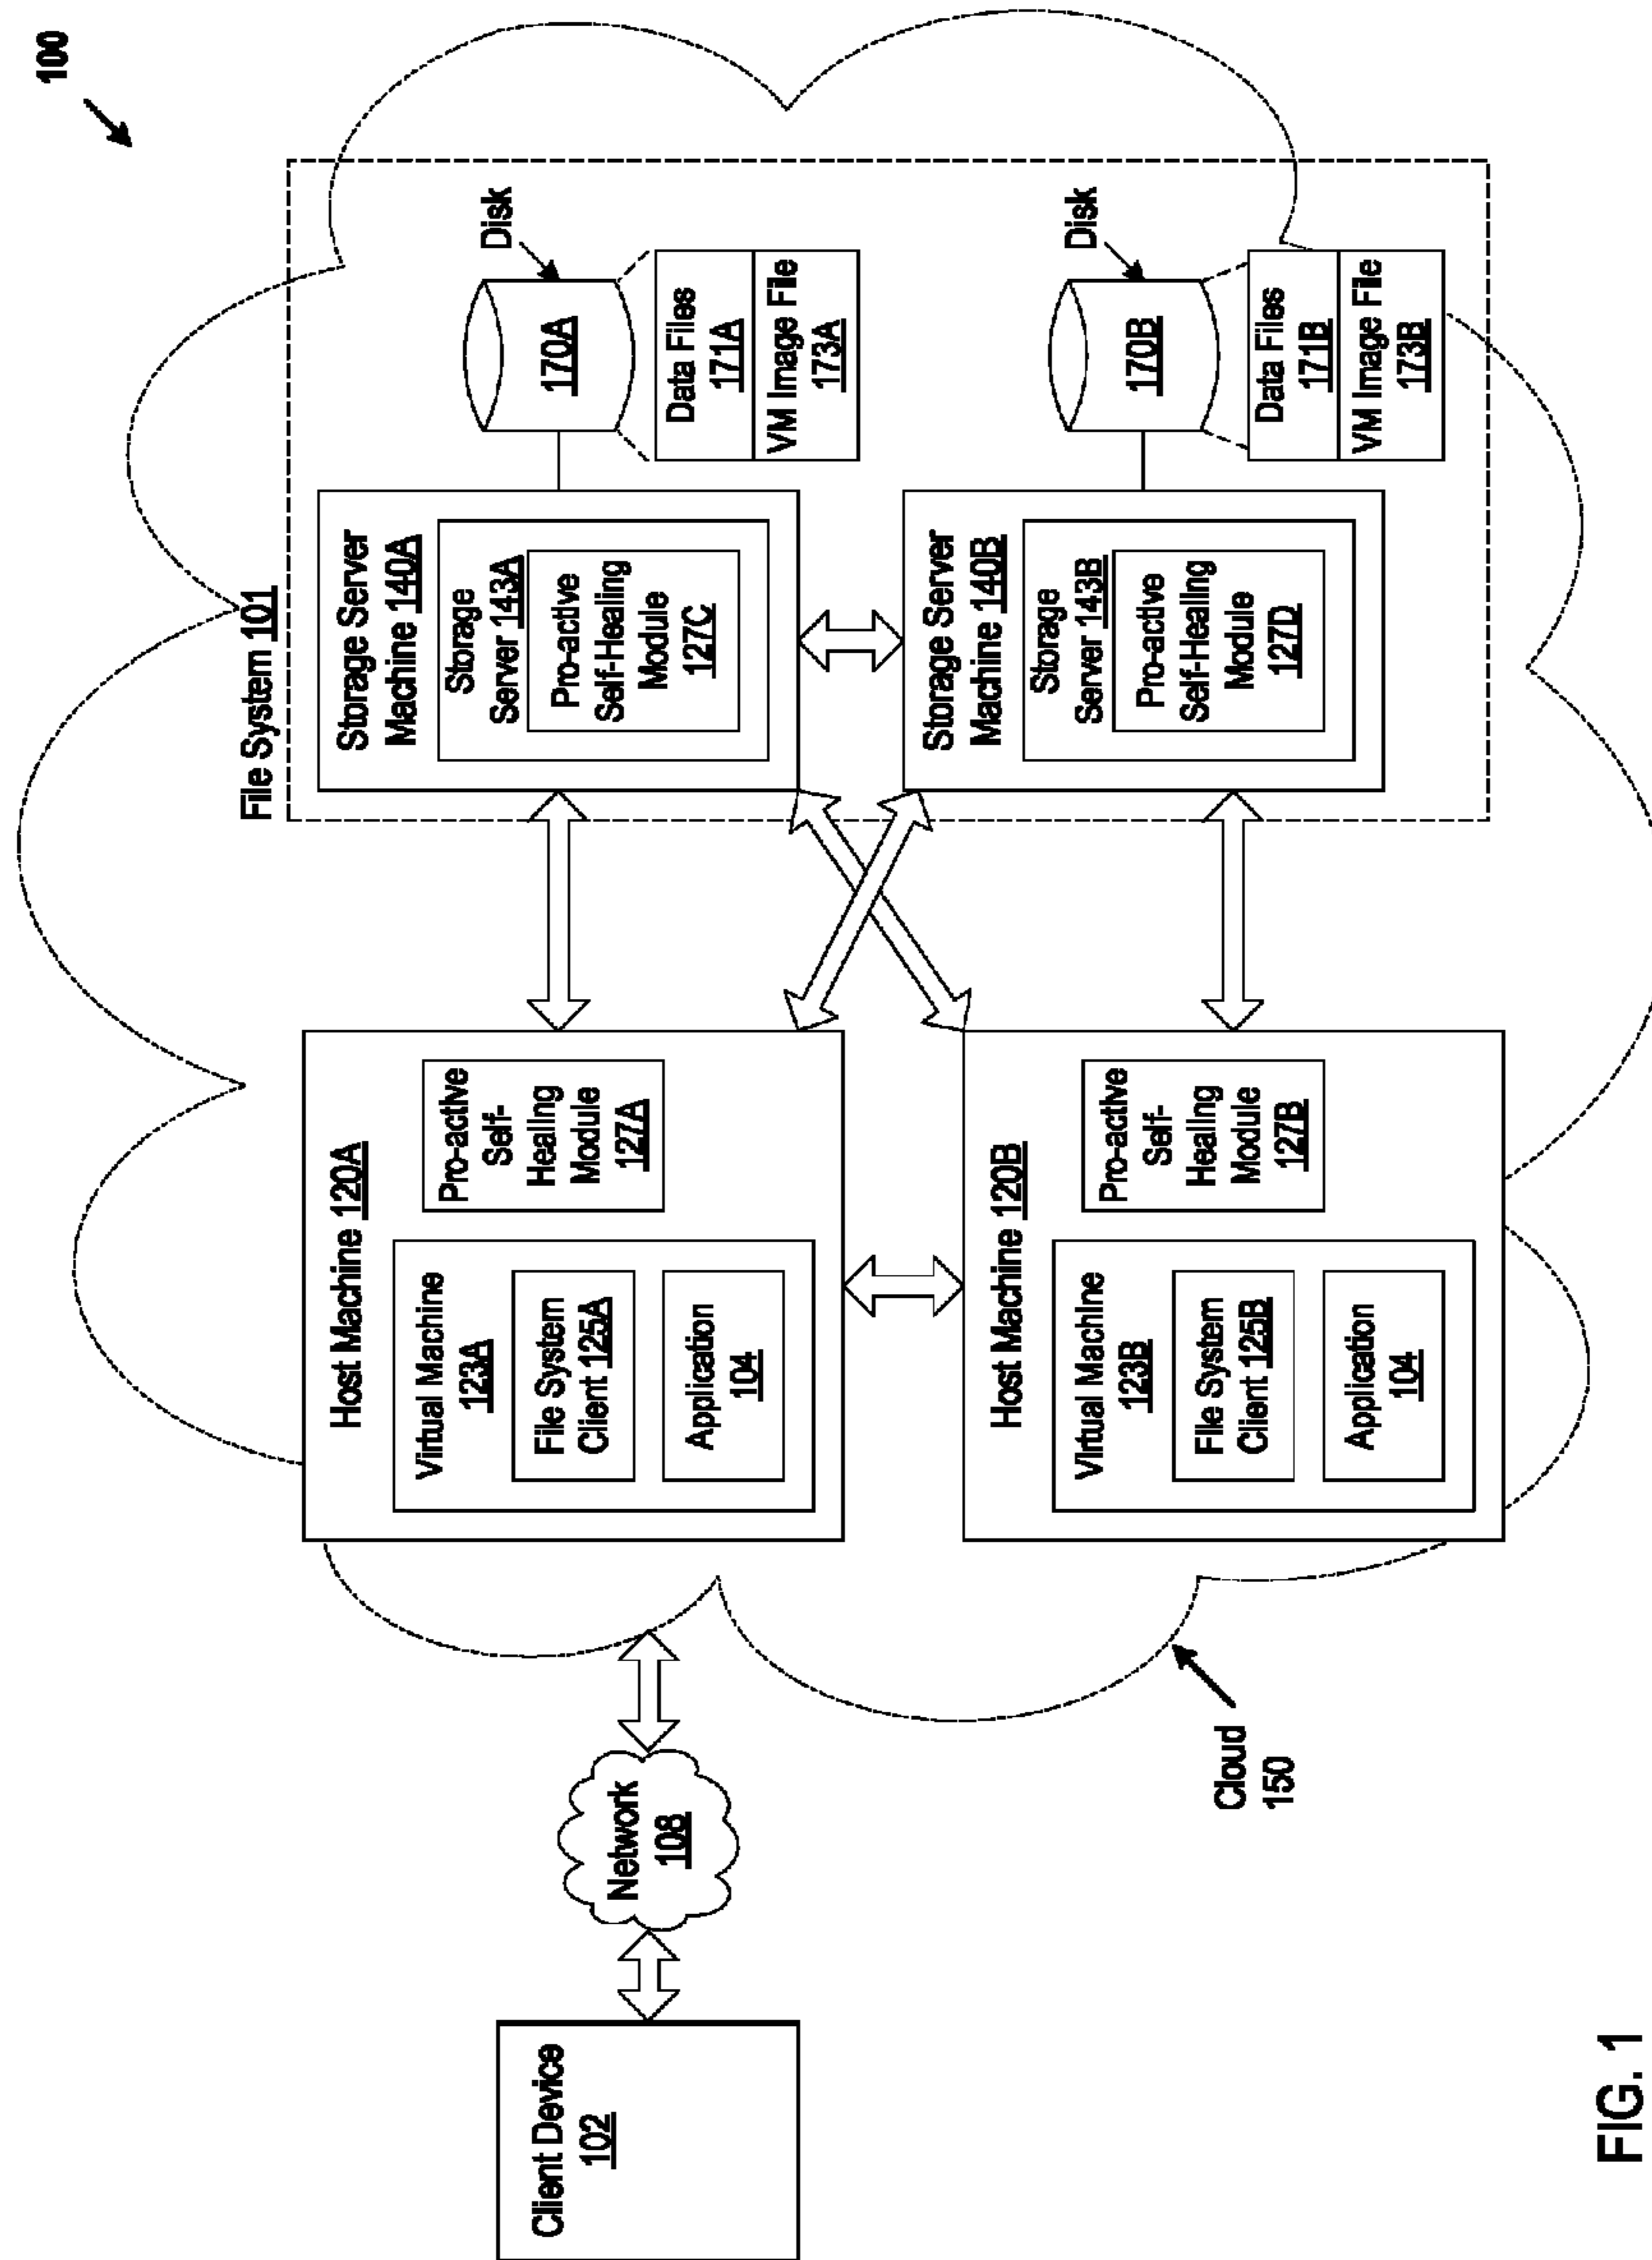 100
File System 101
Storage Server
Machine 140A
Storage
Server 143A
Pro-active
Self-Healing
Module
127C
Disk
170A
Data Files
171A
VM Image File
173A
Storage Server
Machine 140B
Storage
Server 143B
Pro-active
Self-Healing
Module
127D
Disk
170B
Data Files
171B
VM Image File
173B
Host Machine 120A
Virtual Machine
123A
File System
Client 125A
Application
104
Pro-active
Self-
Healing
Module
127A
Host Machine 120B
Virtual Machine
123B
File System
Client 125B
Application
104
Pro-active
Self-
Healing
Module
127B
Network
108
Client Device
102
Cloud
150
FIG. 1